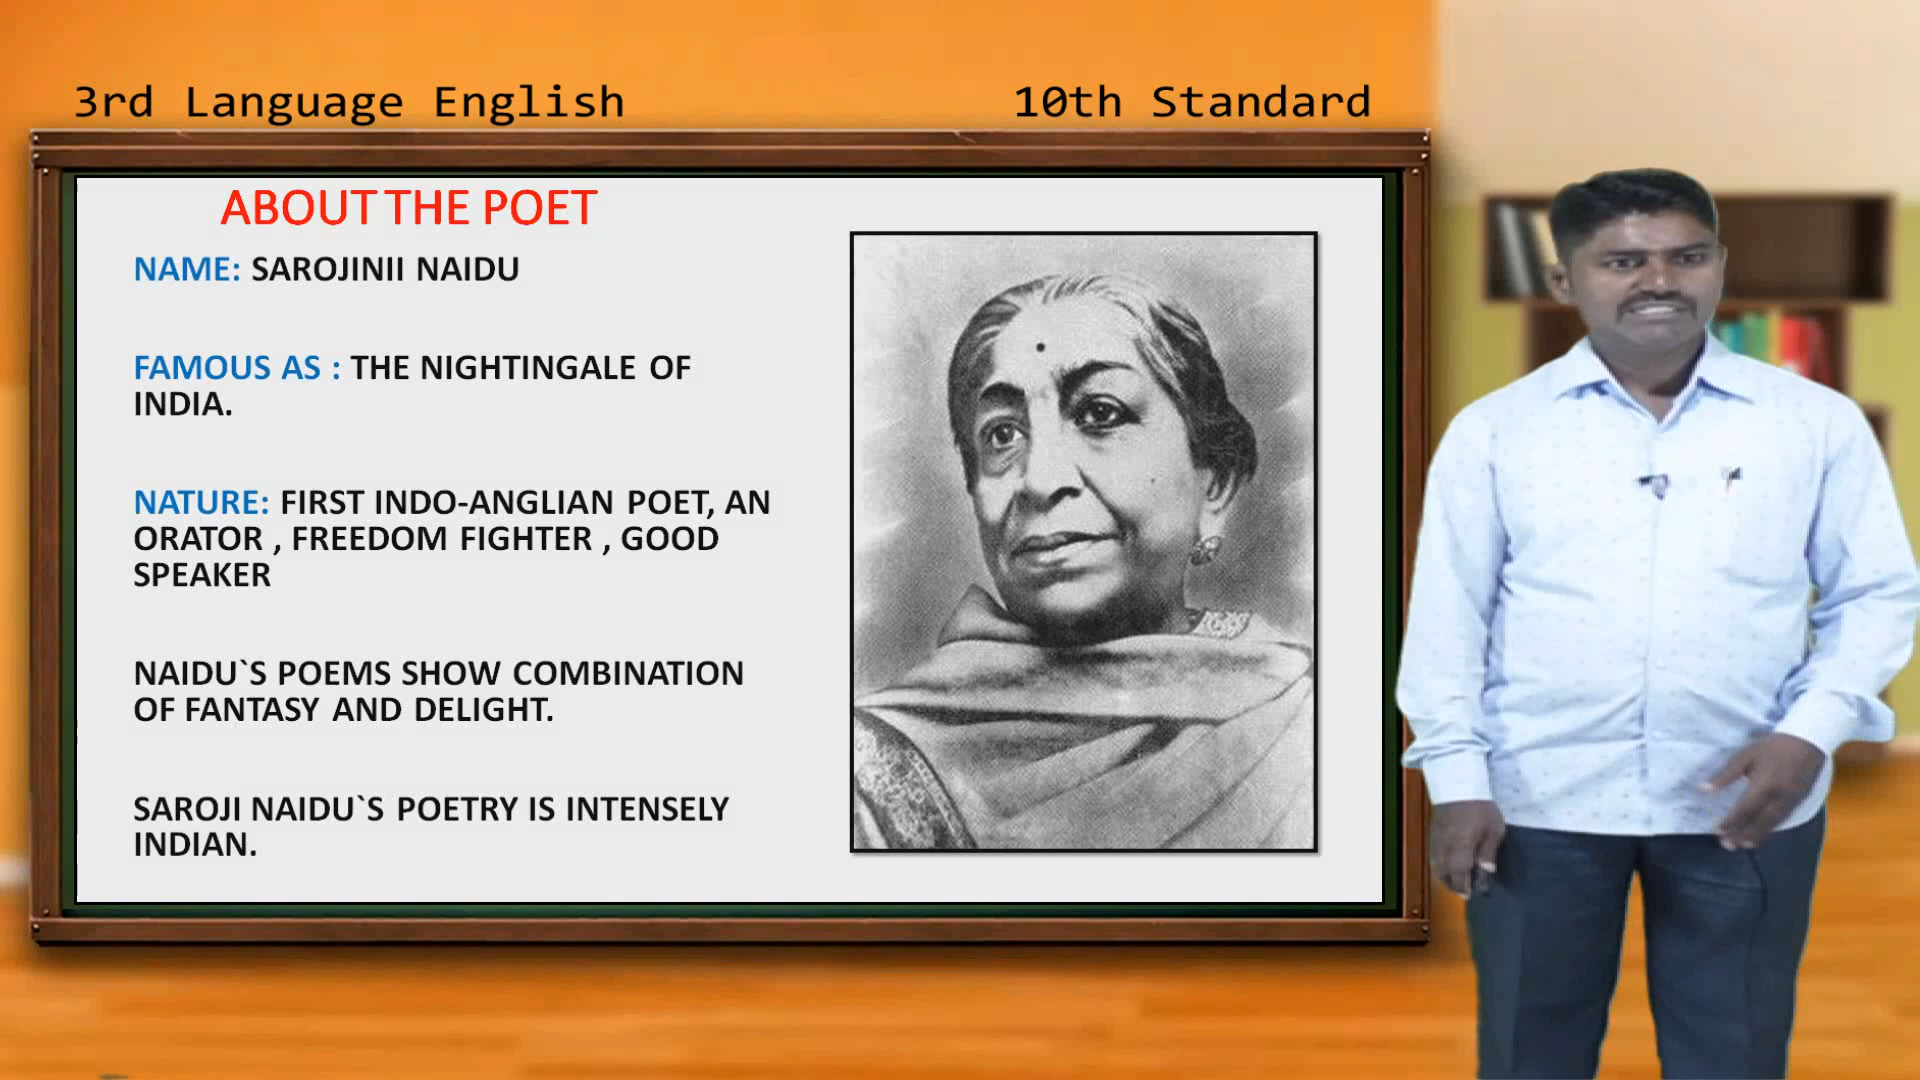 3rd Language English
10th Standard
ABOUT THE POET
NAME: SAROJINII NAIDU
FAMOUS AS : THE NIGHTINGALE OF
INDIA.
NATURE: FIRST INDO-ANGLIAN POET, AN
ORATOR , FREEDOM FIGHTER , GOOD
SPEAKER
NAIDU`S POEMS SHOW COMBINATION
OF FANTASY AND DELIGHT.
SAROJI NAIDU`S POETRY IS INTENSELY
INDIAN.